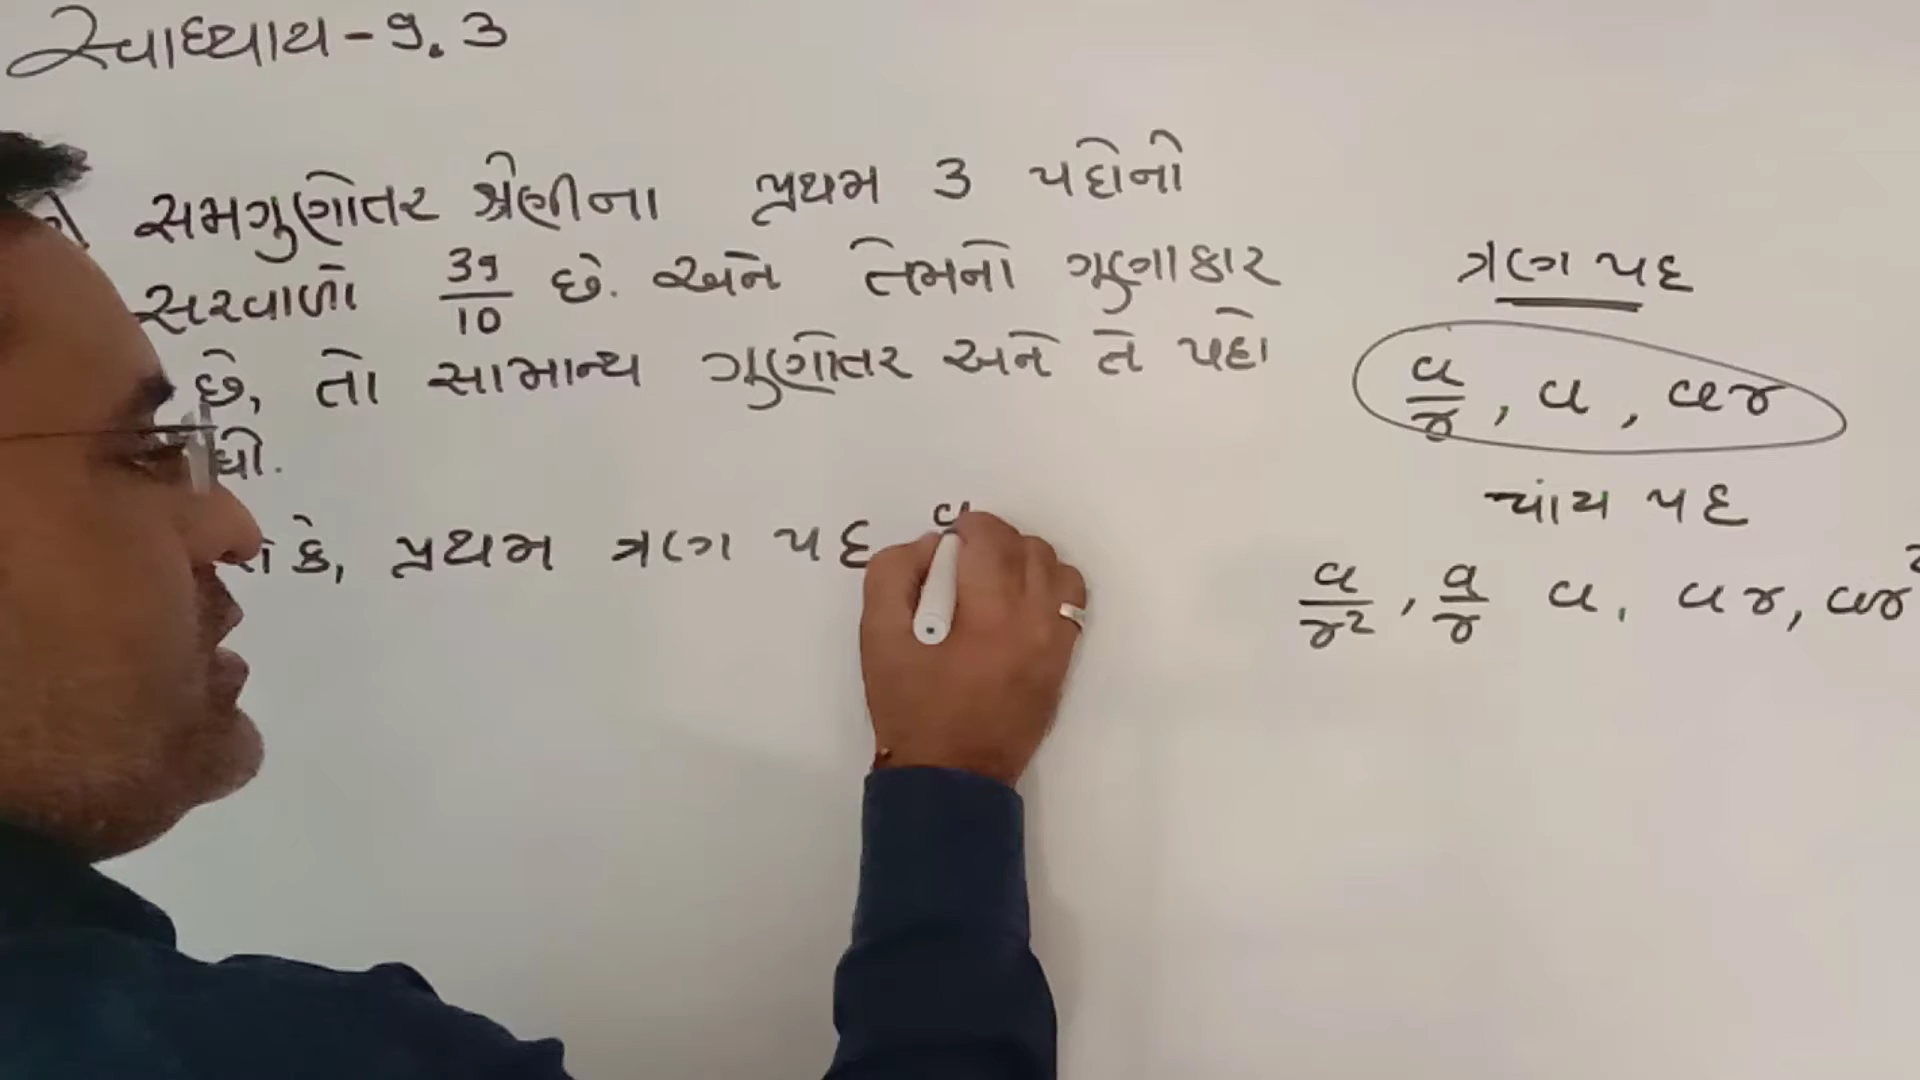 સ્વાધ્યાય - 9.3
સમગુણોતર શ્રેણીના પ્રથમ 3 પદોનો
સરવાળો 39/10 છે. અને તેમનો ગુણાકાર
છે, તો સામાન્ય ગુણોતર અને તે પદો
કે, પ્રથમ ત્રણ પદ a
ત્રણ પદ
a/r, a, ar
પાંચ પદ
a/r², a/r a, ar, ar²